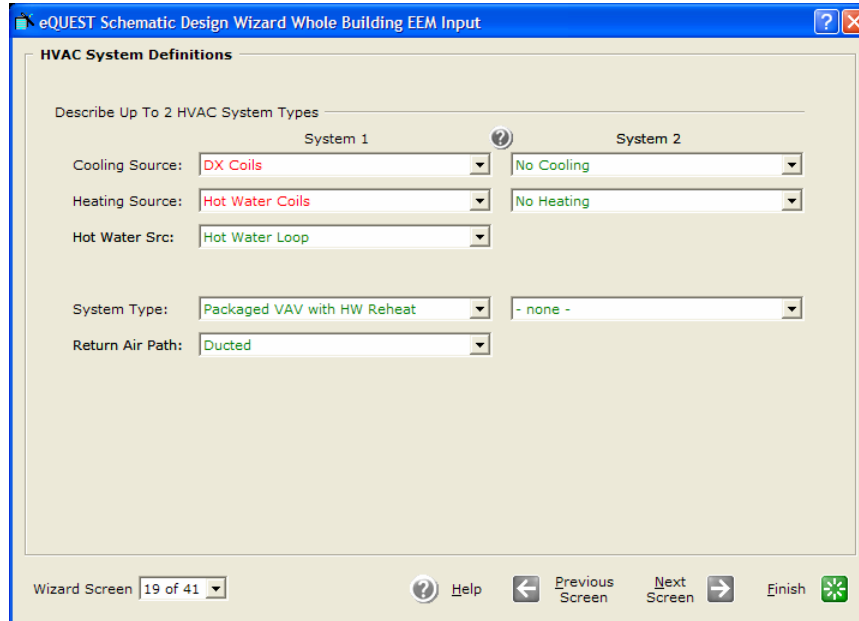 eQUEST Schematic Design Wizard Whole Building EEM Input
HVAC System Definitions
Describe Up To 2 HVAC System Types
System 1 System 2
Cooling Source: DX Coils No Cooling
Heating Source: Hot Water Coils No Heating
Hot Water Src: Hot Water Loop
System Type: Packaged VAV with HW Reheat - none -
Return Air Path: Ducted
Wizard Screen 19 of 41 Help Previous Screen Next Screen Finish